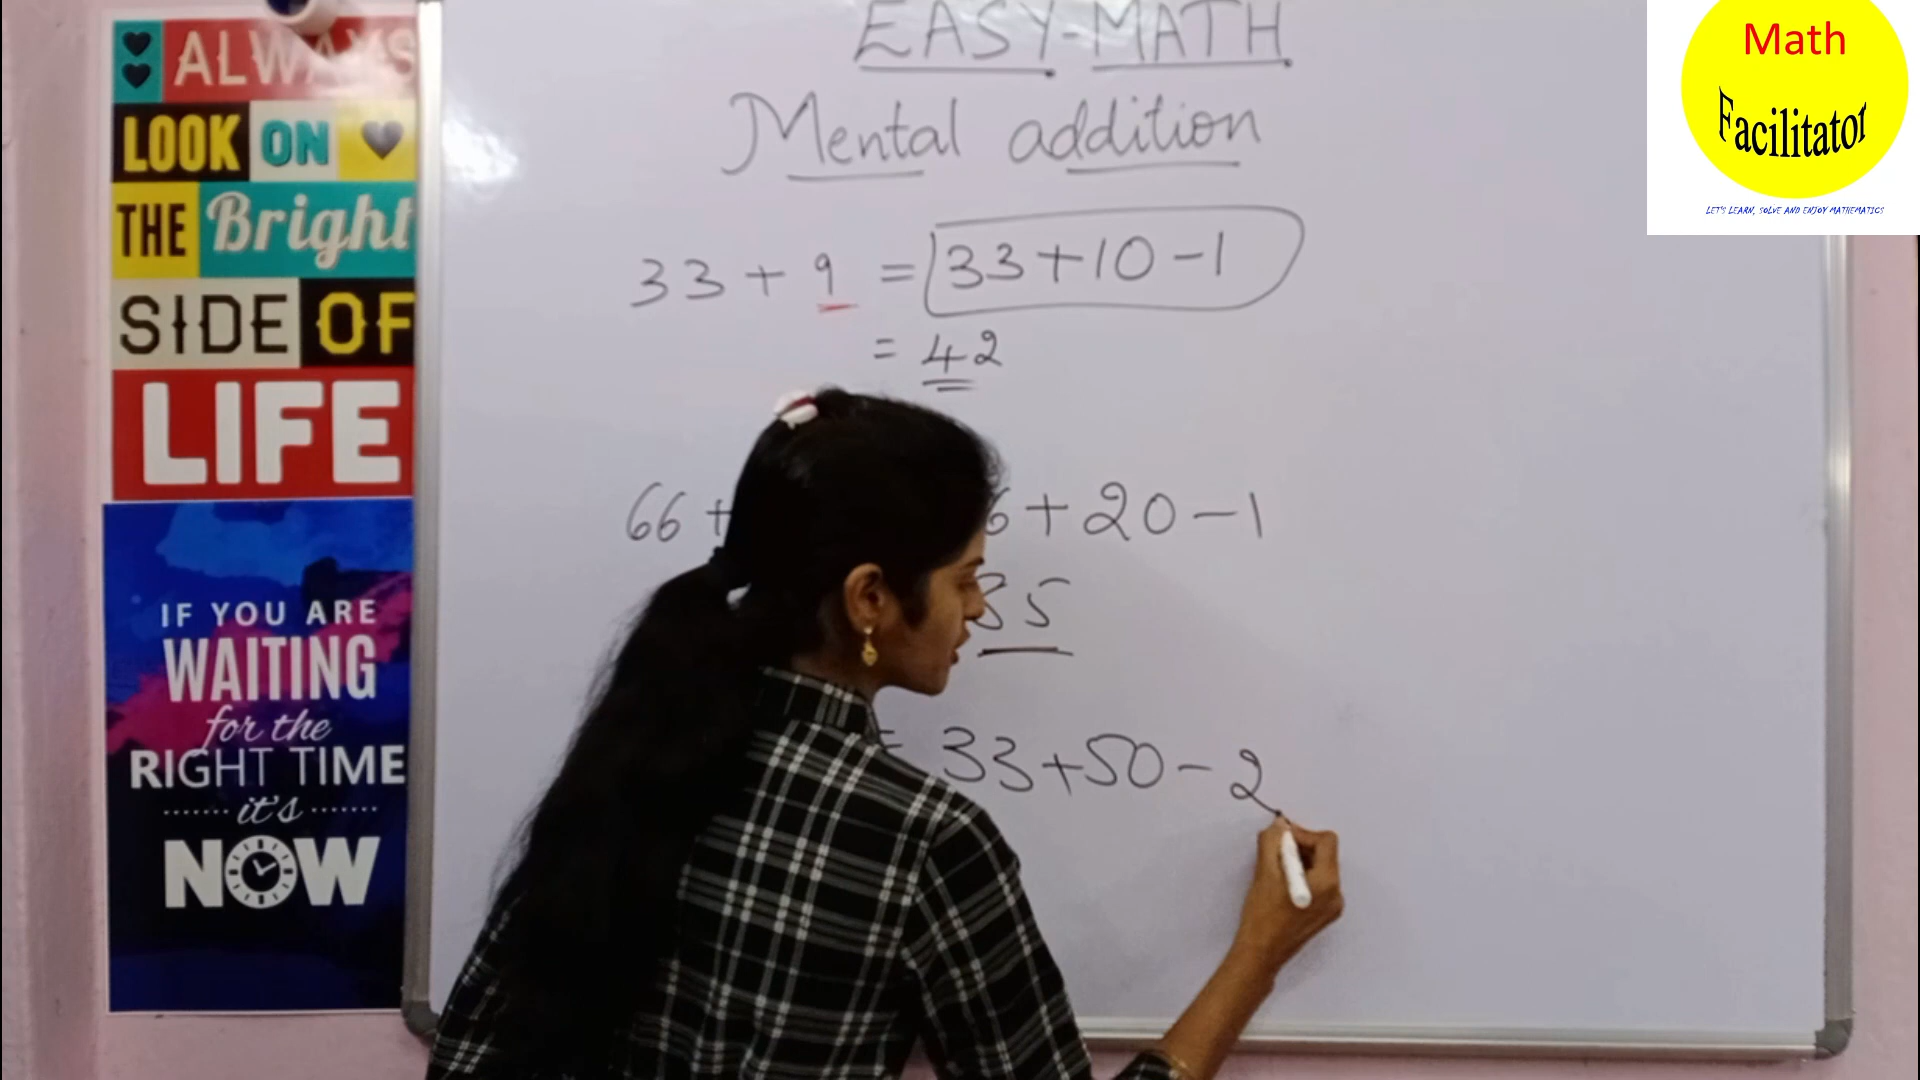 ALWAYS
LOOK ON
THE Bright
SIDE OF
LIFE
IF YOU ARE
WAITING
for the
RIGHT TIME
it's
NOW
EASY-MATH
Mental addition
33 + 9 = 33+10-1
= 42
66 + 6 + 20 - 1
85
= 33+50-2
Math
Facilitator
LET'S LEARN, SOLVE AND ENJOY MATHEMATICS